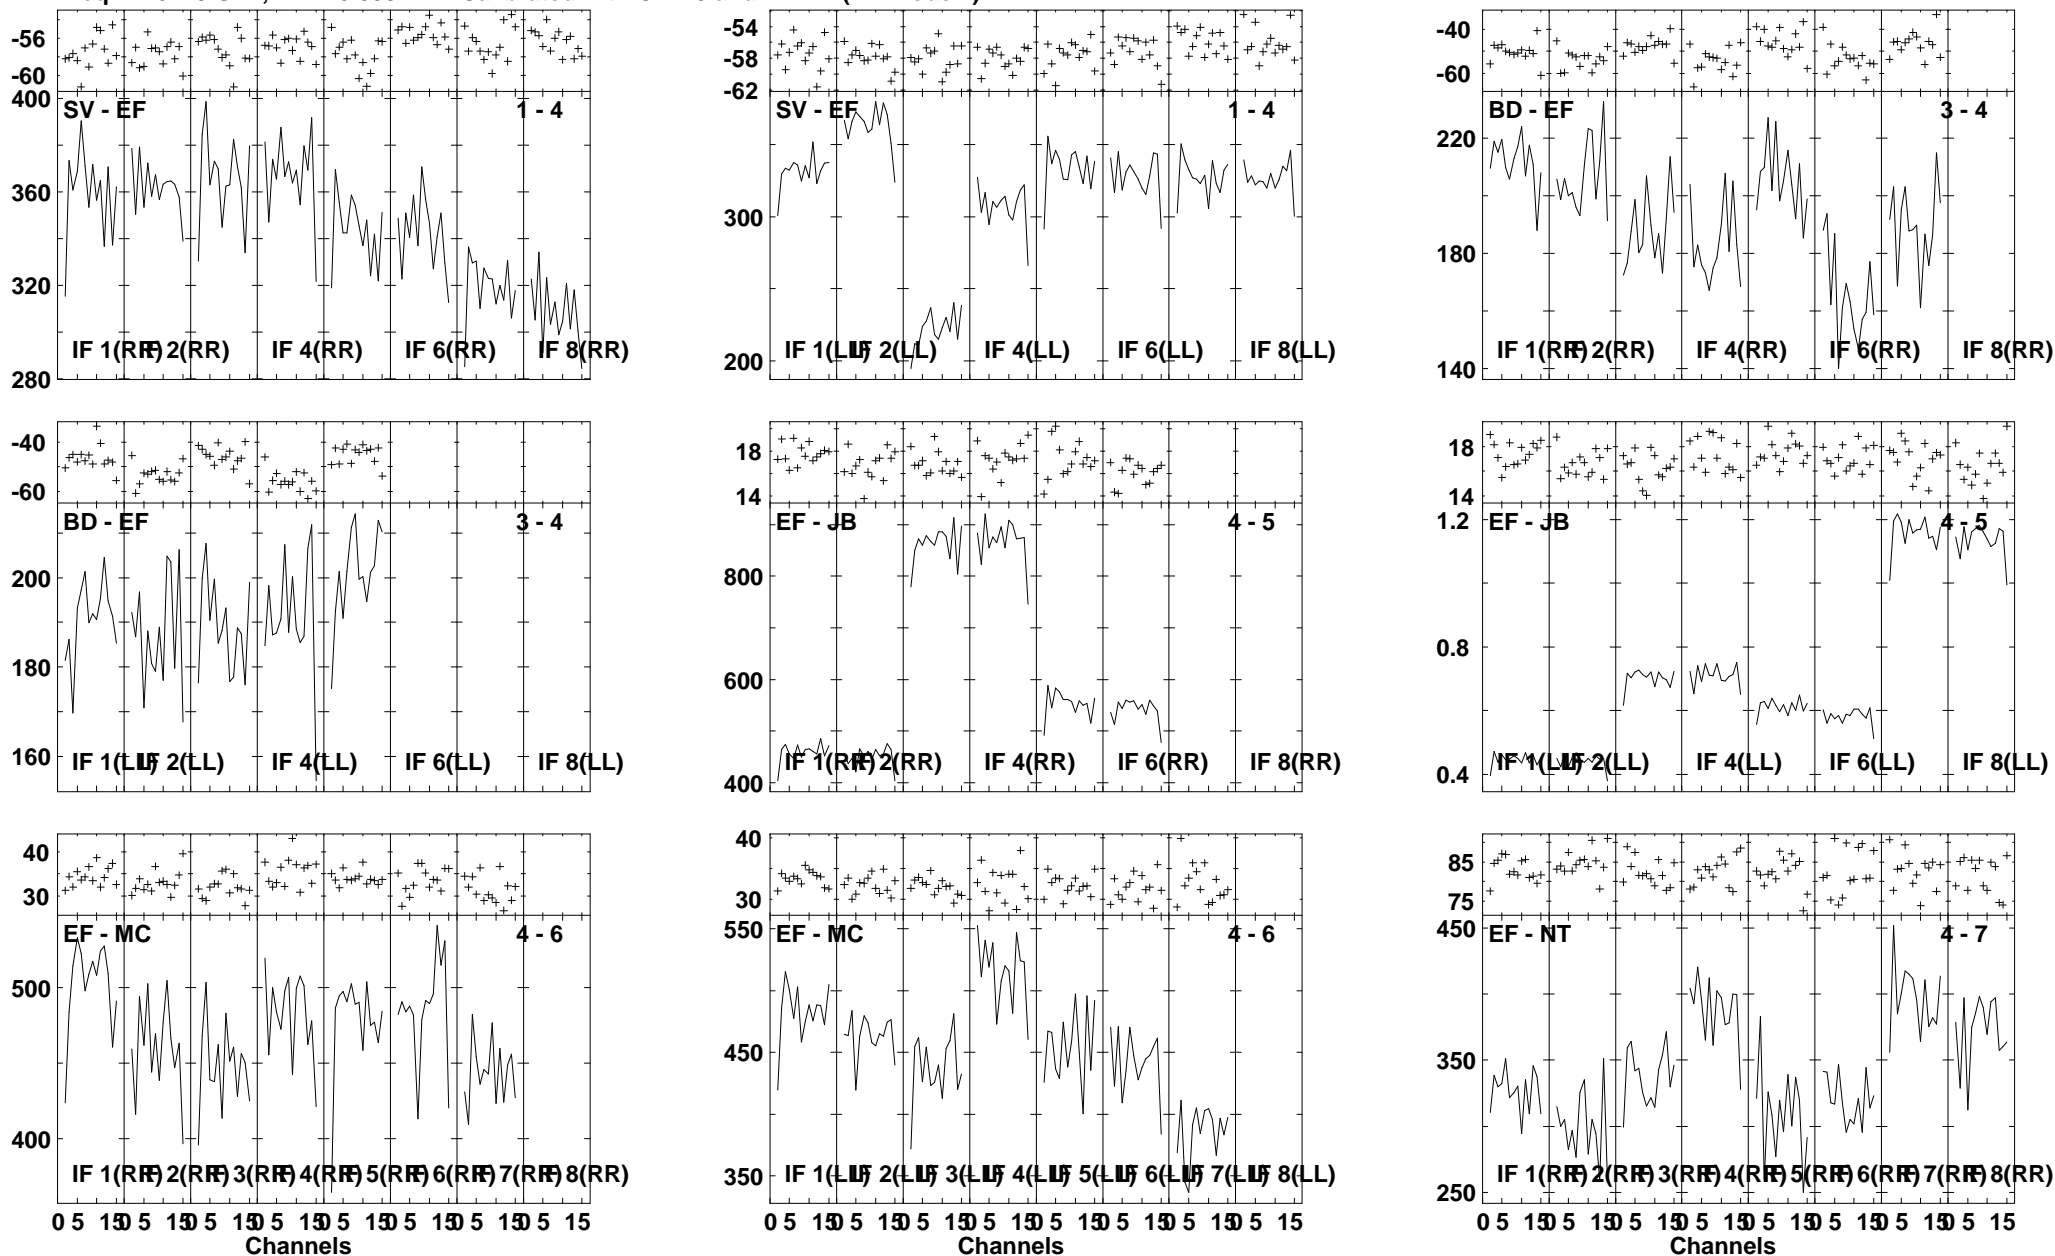 -56
-60
400
SV - EF 1 - 4
360
320
IF 1(RR) IF 2(RR) IF 4(RR) IF 6(RR) IF 8(RR)
280
-54
-58
-62
SV - EF 1 - 4
300
IF 1(LL) IF 2(LL) IF 4(LL) IF 6(LL) IF 8(LL)
200
-40
-60
BD - EF 3 - 4
220
180
IF 1(RR) IF 2(RR) IF 4(RR) IF 6(RR) IF 8(RR)
140
-40
-60
BD - EF 3 - 4
200
180
160
IF 1(LL) IF 2(LL) IF 4(LL) IF 6(LL) IF 8(LL)
18
14
EF - JB 4 - 5
800
600
IF 1(RR) IF 2(RR) IF 4(RR) IF 6(RR) IF 8(RR)
400
18
14
1.2
EF - JB 4 - 5
0.8
IF 1(LL) IF 2(LL) IF 4(LL) IF 6(LL) IF 8(LL)
0.4
40
30
EF - MC 4 - 6
500
400
IF 1(RR) IF 2(RR) IF 3(RR) IF 4(RR) IF 5(RR) IF 6(RR) IF 7(RR) IF 8(RR)
0 5 15 0 5 15 0 5 15 0 5 15 0 5 15 0 5 15 0 5 15 0 5 15
Channels
40
30
550
EF - MC 4 - 6
450
350
IF 1(LL) IF 2(LL) IF 3(LL) IF 4(LL) IF 5(LL) IF 6(LL) IF 7(LL) IF 8(LL)
0 5 15 0 5 15 0 5 15 0 5 15 0 5 15 0 5 15 0 5 15 0 5 15
Channels
85
75
450
EF - NT 4 - 7
350
IF 1(RR) IF 2(RR) IF 3(RR) IF 4(RR) IF 5(RR) IF 6(RR) IF 7(RR) IF 8(RR)
250
0 5 15 0 5 15 0 5 15 0 5 15 0 5 15 0 5 15 0 5 15 0 5 15
Channels